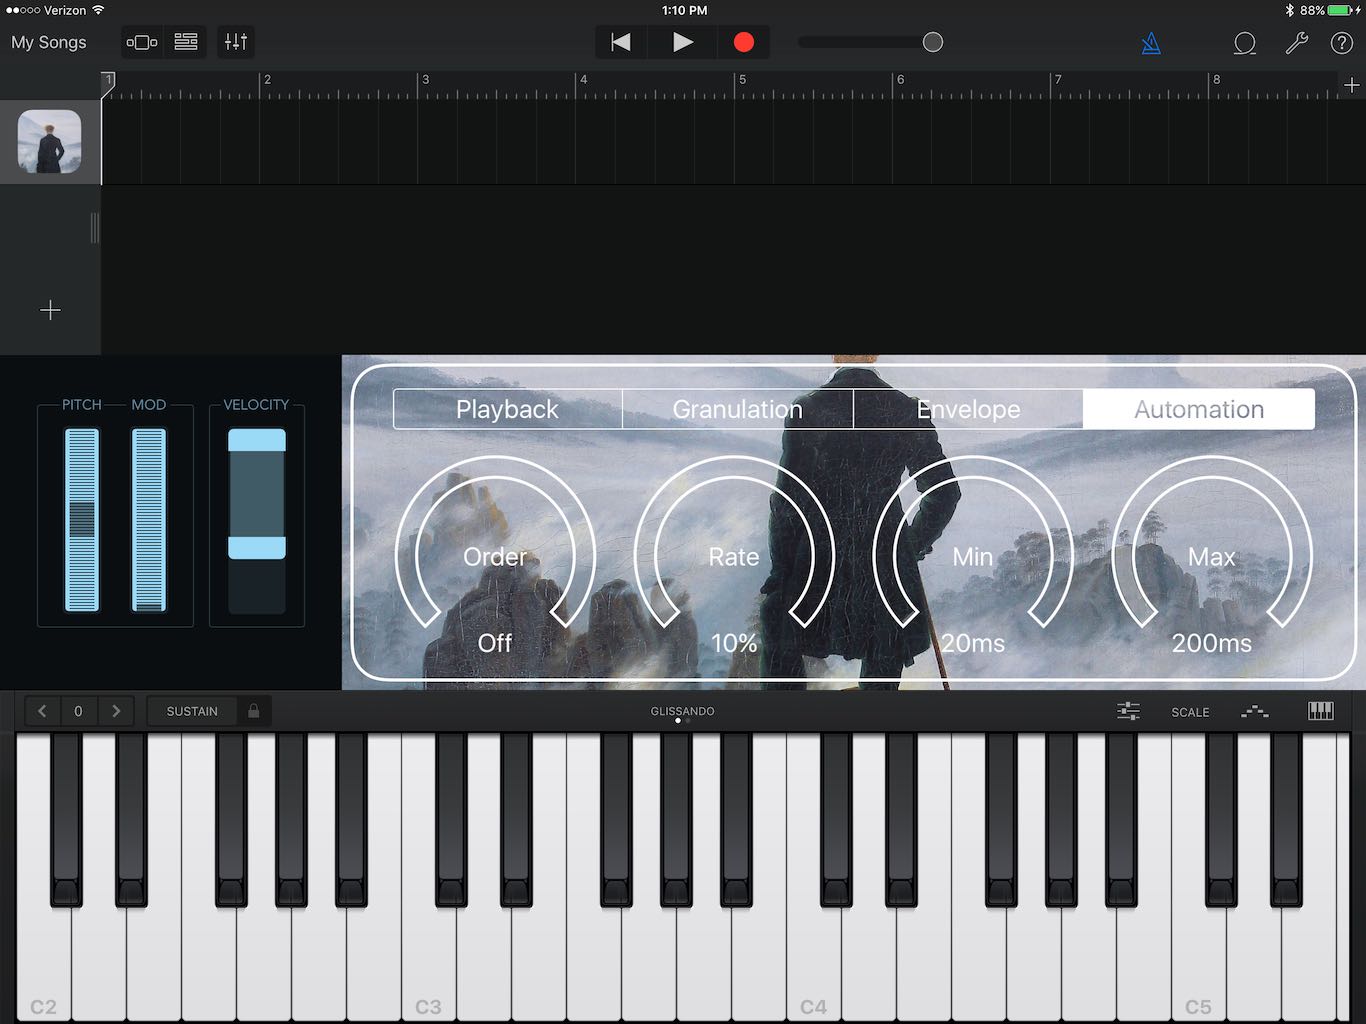 Verizon 1:10 PM 88%
My Songs
1 2 3 4 5 6 7 8
PITCH MOD VELOCITY
Playback Granulation Envelope Automation
Order Rate Min Max
Off 10% 20ms 200ms
0 SUSTAIN GLISSANDO SCALE
C2 C3 C4 C5